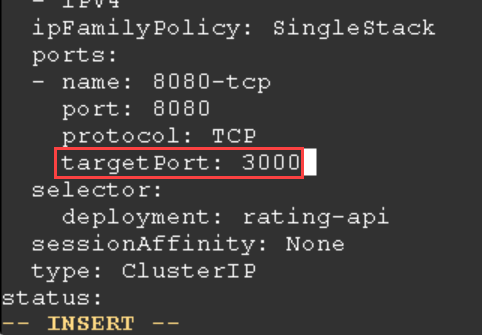 - IPv4
ipFamilyPolicy: SingleStack
ports:
- name: 8080-tcp
port: 8080
protocol: TCP
targetPort: 3000
selector:
deployment: rating-api
sessionAffinity: None
type: ClusterIP
status:
-- INSERT --